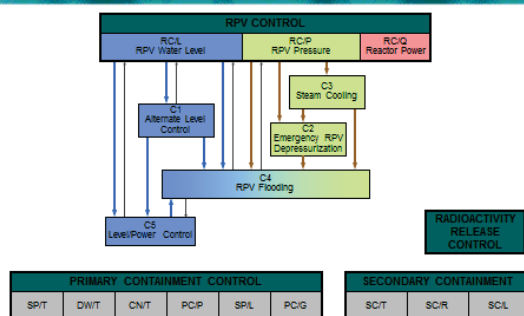 RPV CONTROL
RC/L
RPV Water Level
RC/P
RPV Pressure
RC/Q
Reactor Power
C3
Steam Cooling
C1
Alternate Level
Control
C2
Emergency RPV
Depressurization
C4
RPV Flooding
C5
Level/Power Control
RADIOACTIVITY
RELEASE
CONTROL
PRIMARY CONTAINMENT CONTROL
SP/T DW/T CN/T PC/P SP/L PC/G
SECONDARY CONTAINMENT
SC/T SC/R SC/L